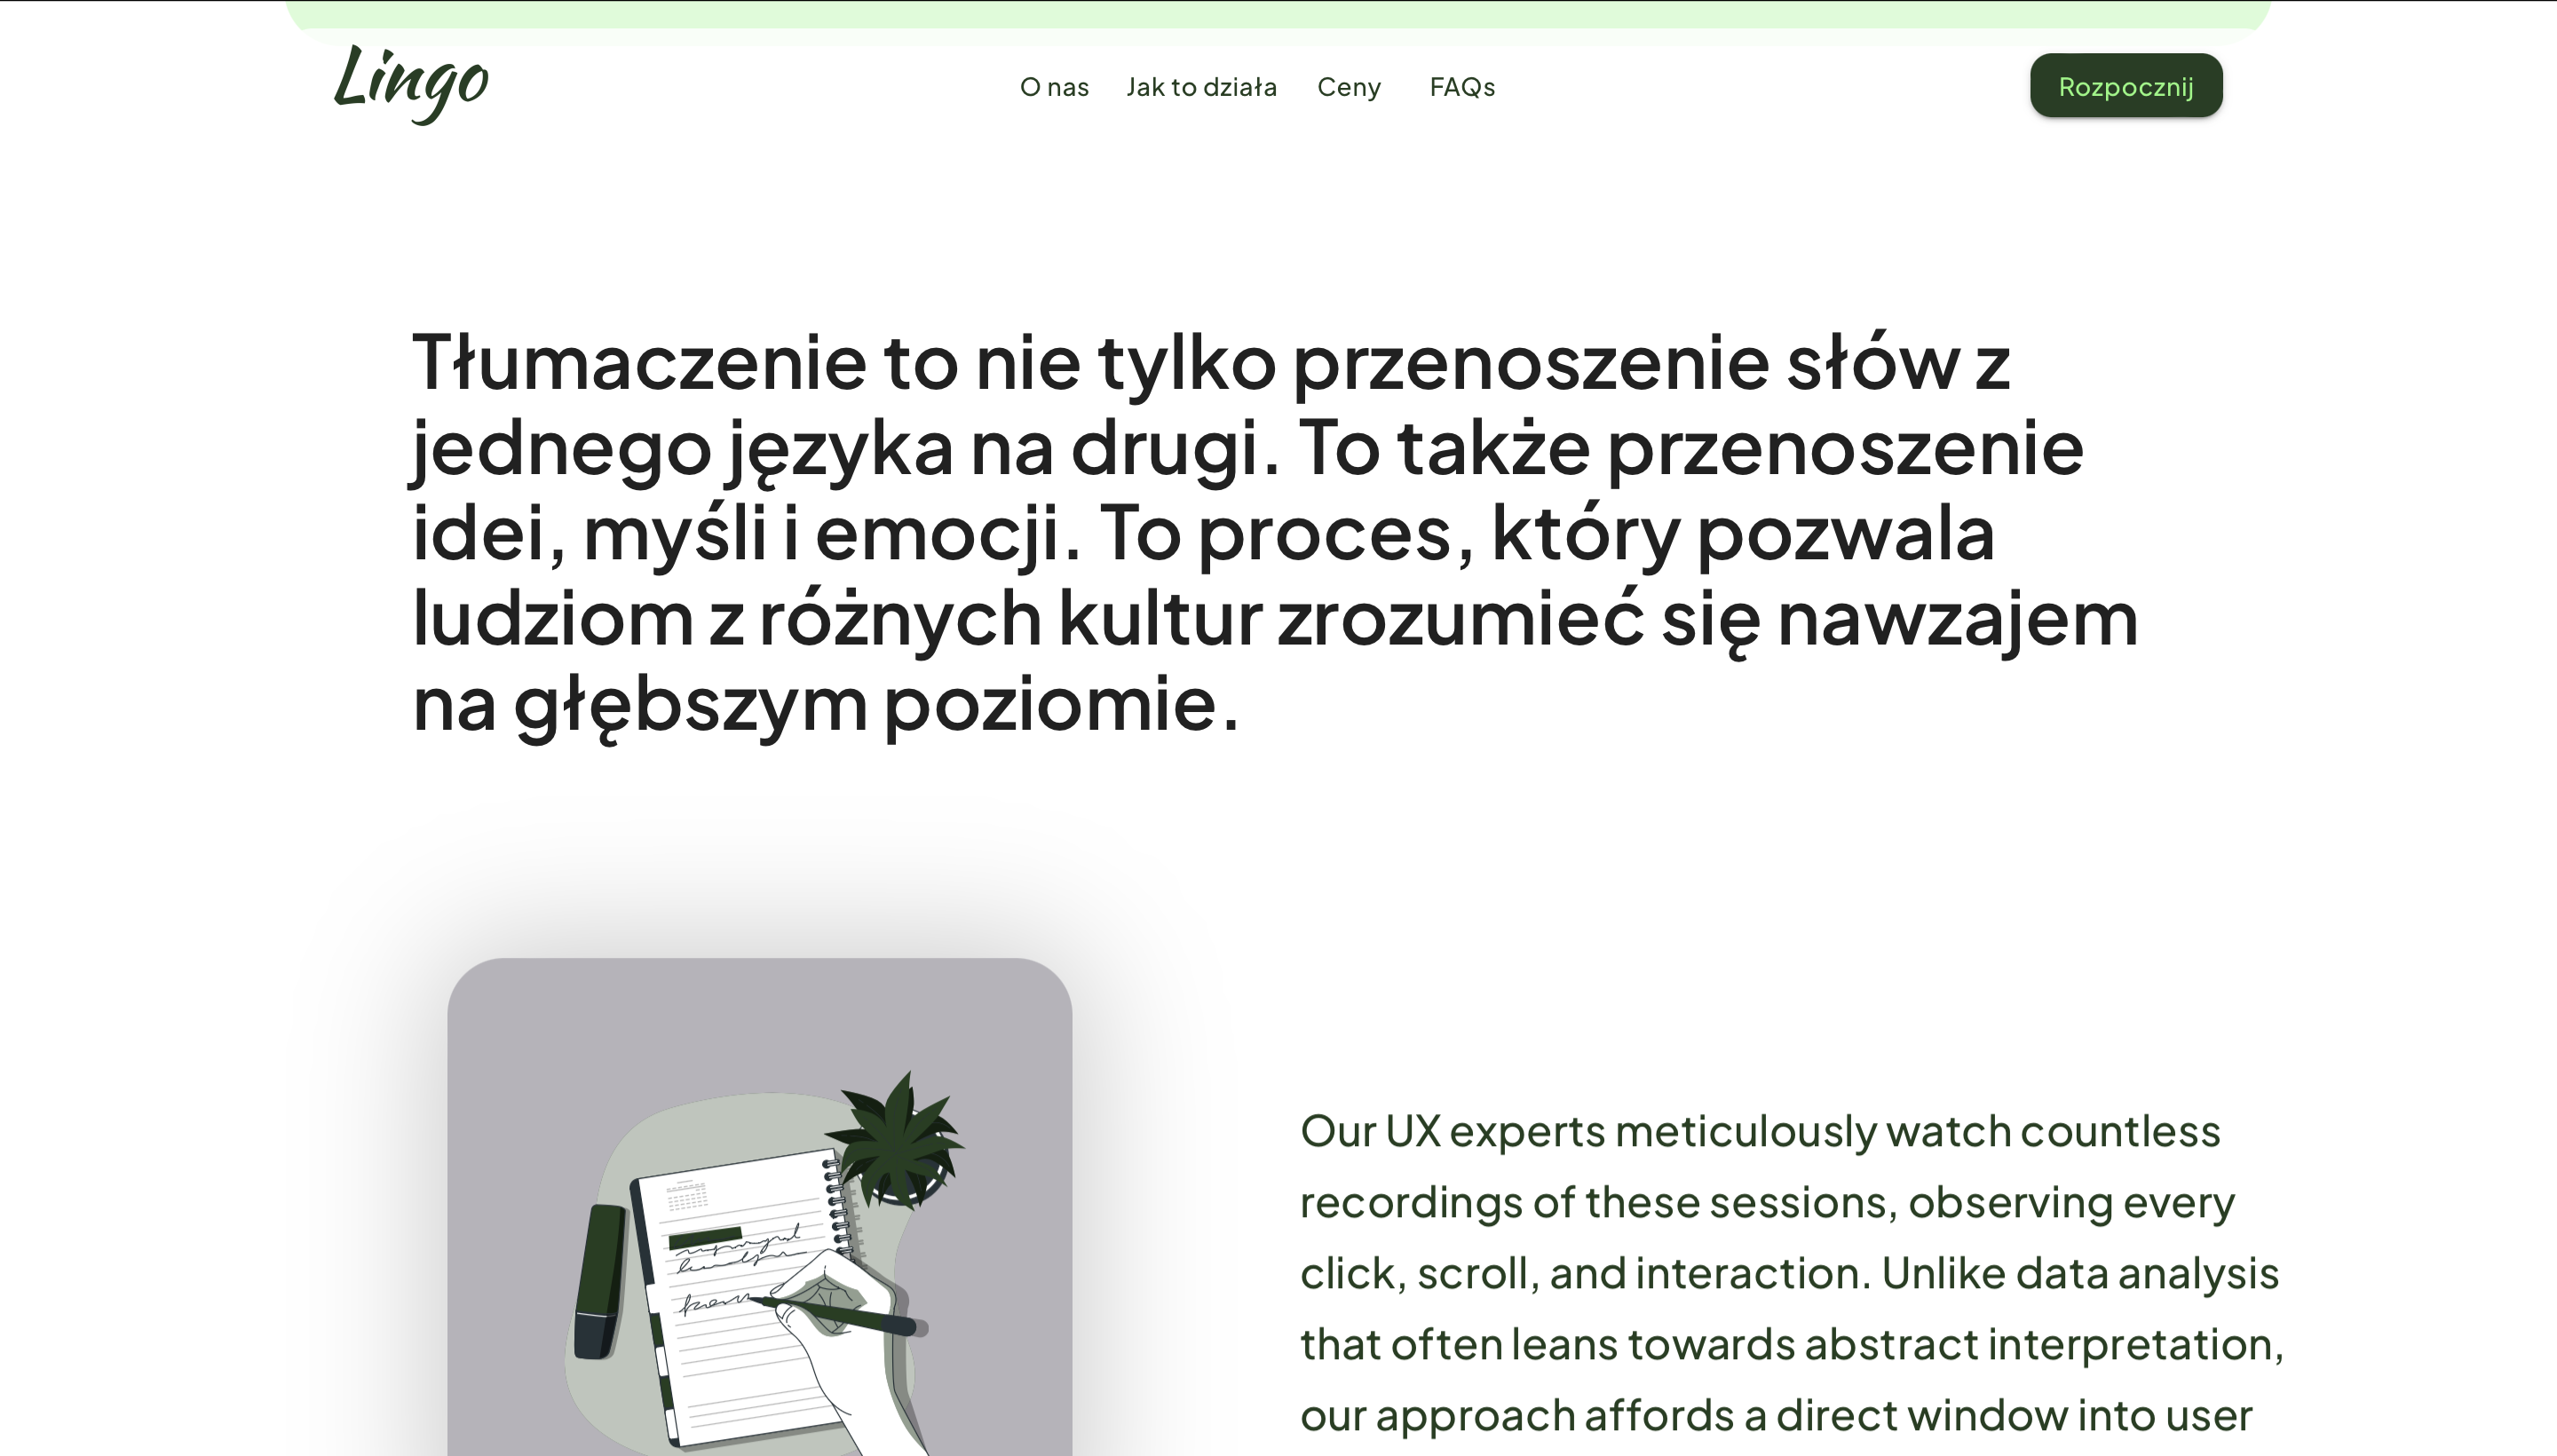 Lingo
O nas
Jak to działa
Ceny
FAQs
Rozpocznij
Tłumaczenie to nie tylko przenoszenie słów z
jednego języka na drugi. To także przenoszenie
idei, myśli i emocji. To proces, który pozwala
ludziom z różnych kultur zrozumieć się nawzajem
na głębszym poziomie.
Our UX experts meticulously watch countless
recordings of these sessions, observing every
click, scroll, and interaction. Unlike data analysis
that often leans towards abstract interpretation,
our approach affords a direct window into user